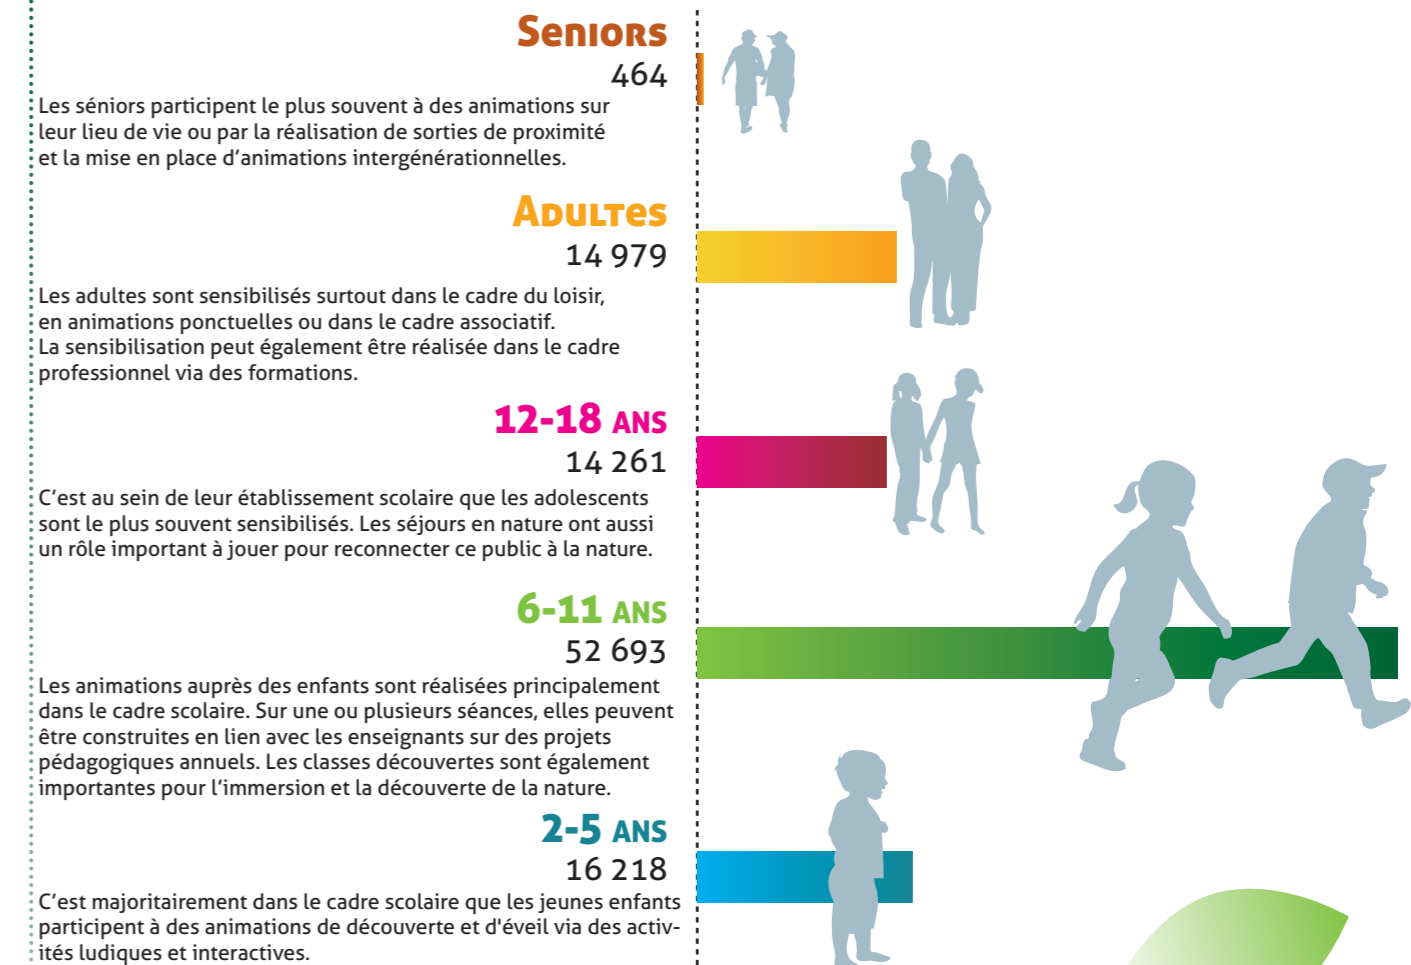 Seniors
464
Les séniors participent le plus souvent à des animations sur
leur lieu de vie ou par la réalisation de sorties de proximité
et la mise en place d’animations intergénérationnelles.
Adultes
14 979
Les adultes sont sensibilisés surtout dans le cadre du loisir,
en animations ponctuelles ou dans le cadre associatif.
La sensibilisation peut également être réalisée dans le cadre
professionnel via des formations.
12-18 ANS
14 261
C’est au sein de leur établissement scolaire que les adolescents
sont le plus souvent sensibilisés. Les séjours en nature ont aussi
un rôle important à jouer pour reconnecter ce public à la nature.
6-11 ANS
52 693
Les animations auprès des enfants sont réalisées principalement
dans le cadre scolaire. Sur une ou plusieurs séances, elles peuvent
être construites en lien avec les enseignants sur des projets
pédagogiques annuels. Les classes découvertes sont également
importantes pour l’immersion et la découverte de la nature.
2-5 ANS
16 218
C’est majoritairement dans le cadre scolaire que les jeunes enfants
participent à des animations de découverte et d'éveil via des activ-
ités ludiques et interactives.